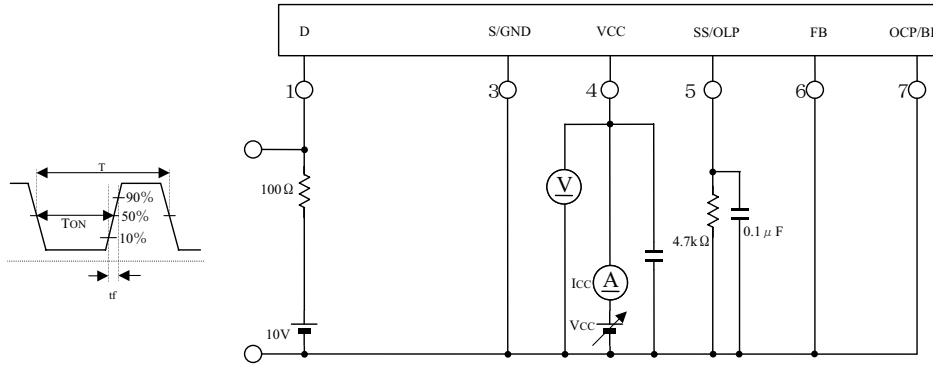 D S/GND VCC SS/OLP FB OCP/B
1 3 4 5 6 7
T
TON
90%
50%
10%
tf
100Ω
V
4.7kΩ
0.1μF
ICC A
VCC
10V